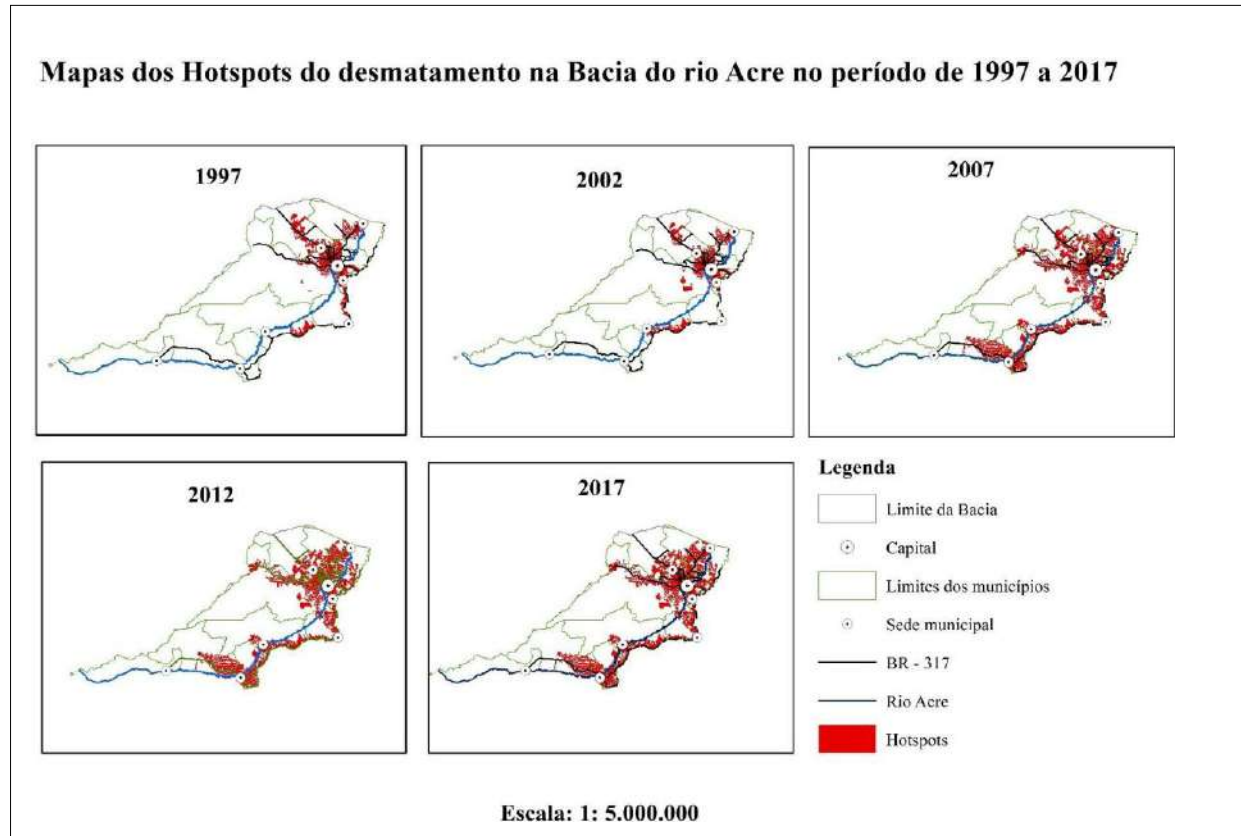 Mapas dos Hotspots do desmatamento na Bacia do rio Acre no período de 1997 a 2017
1997
2002
2007
2012
2017
Legenda
Limite da Bacia
Capital
Limites dos municípios
Sede municipal
BR - 317
Rio Acre
Hotspots
Escala: 1: 5.000.000